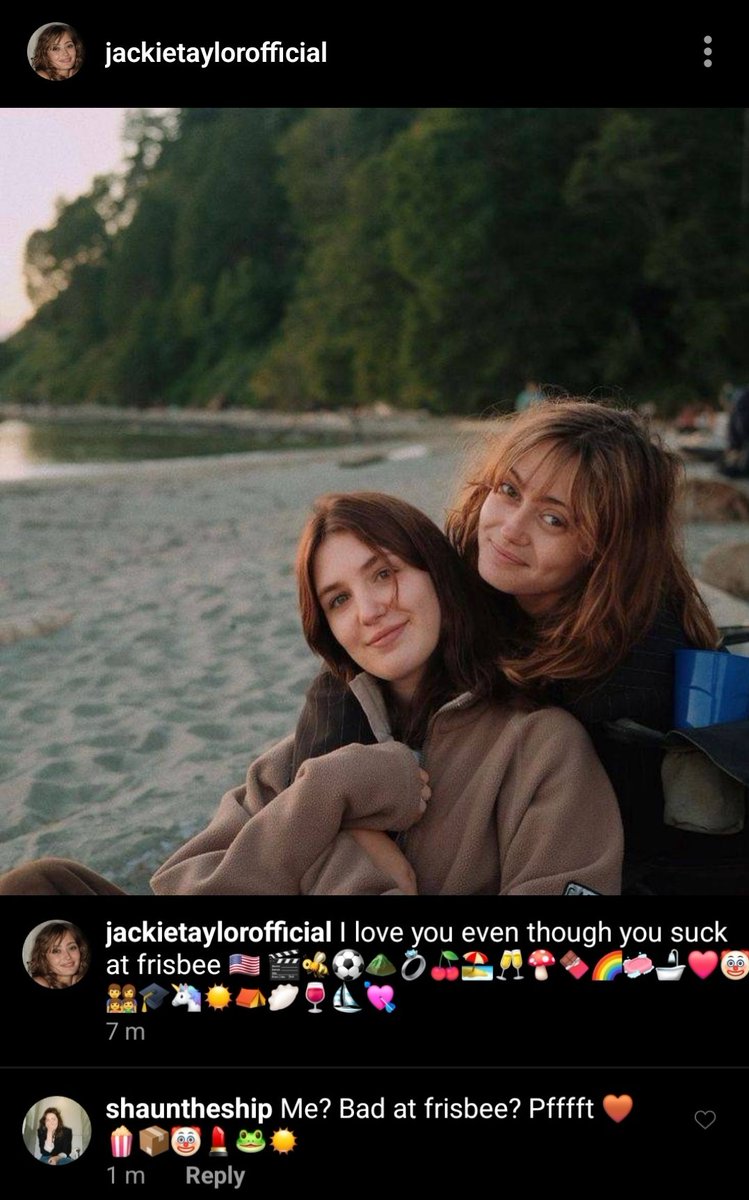 jackietaylorofficial
jackietaylorofficial I love you even though you suck
at frisbee 🇺🇸 🎬🐝⚽⛰️💍🍒🏖️🥂🍄🍫🌈🧼🛁❤️🤡
👩‍👩‍👧‍👧🎓🦄☀️⛺🦪🍷⛵💘
7 m
shauntheship Me? Bad at frisbee? Pfffft ❤️
🍿📦🤡💄🐸☀️
1 m Reply